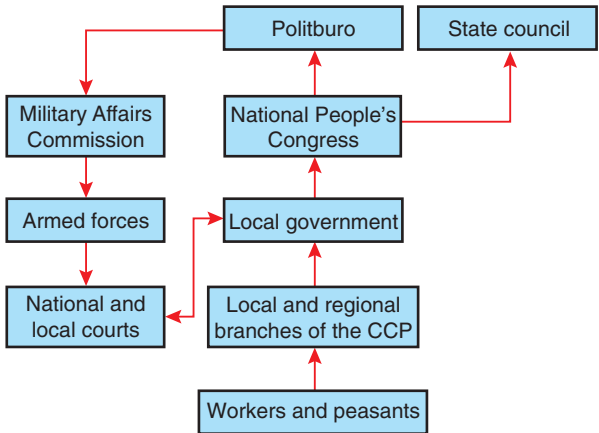 Politburo
State council
Military Affairs
Commission
National People's
Congress
Armed forces
Local government
National and
local courts
Local and regional
branches of the CCP
Workers and peasants